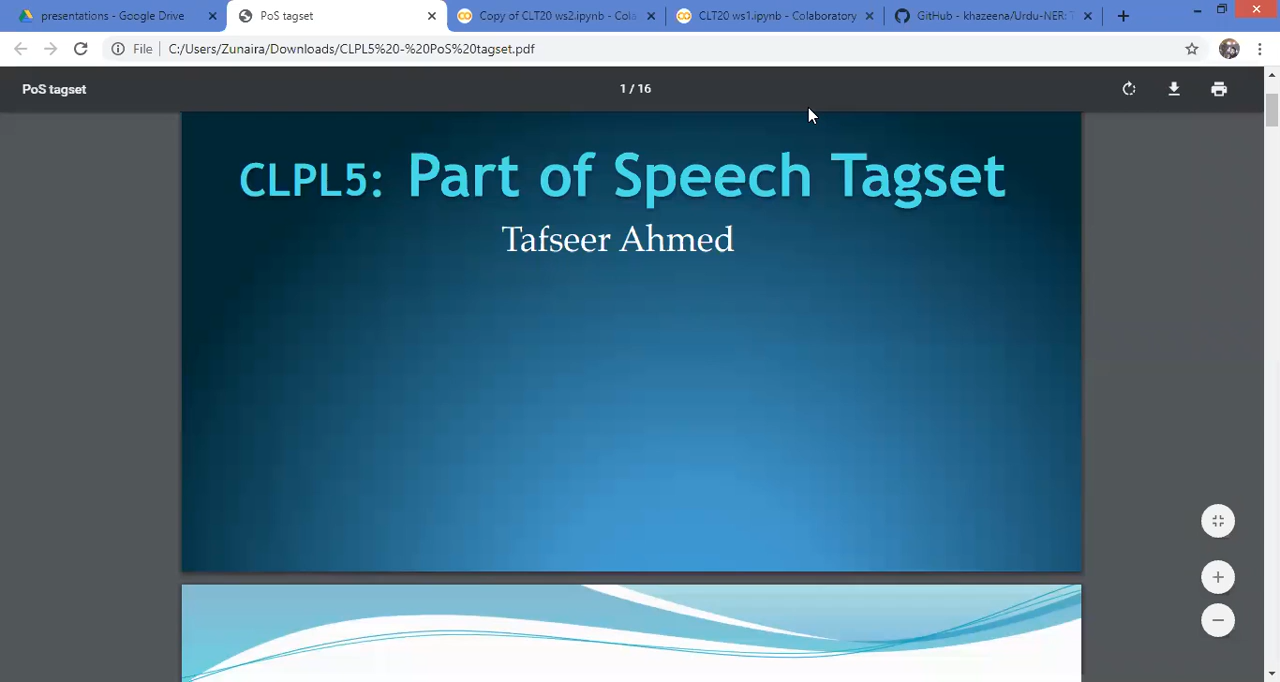 presentations - Google Drive
PoS tagset
Copy of CLT20 ws2.ipynb - Cola
CLT20 ws1.ipynb - Colaboratory
GitHub - khazeena/Urdu-NER: T
File
C:/Users/Zunaira/Downloads/CLPL5%20-%20PoS%20tagset.pdf
PoS tagset
1 / 16
CLPL5: Part of Speech Tagset
Tafseer Ahmed